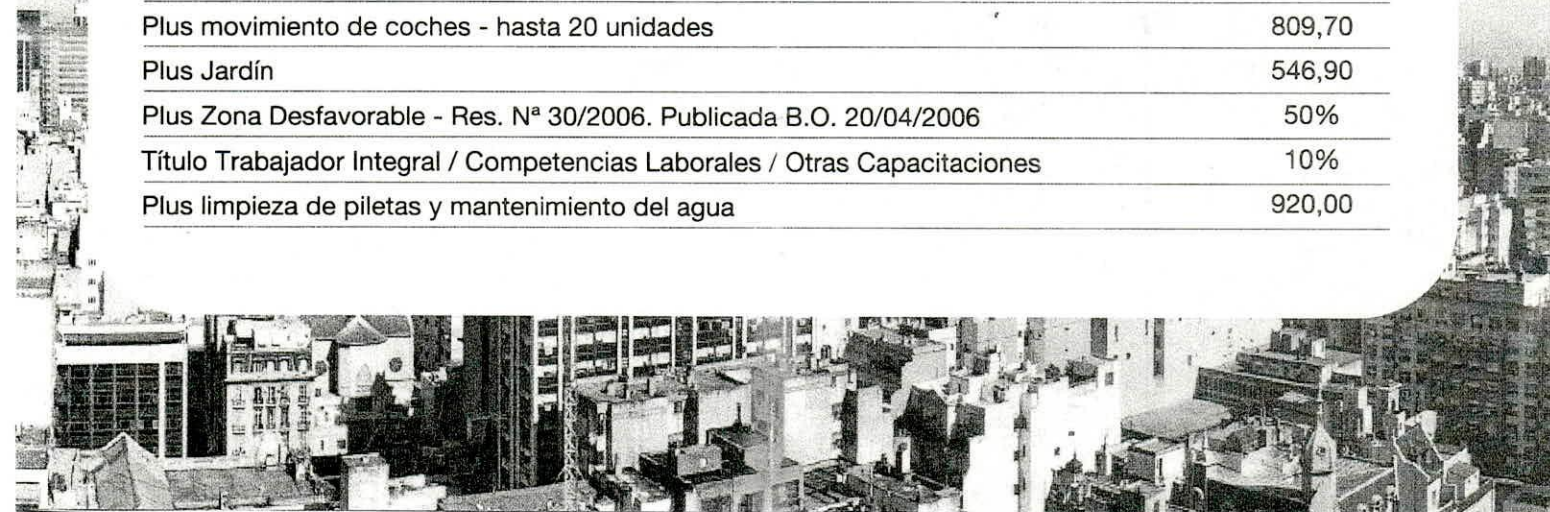 Plus movimiento de coches - hasta 20 unidades 809,70
Plus Jardín 546,90
Plus Zona Desfavorable - Res. Nª 30/2006. Publicada B.O. 20/04/2006 50%
Título Trabajador Integral / Competencias Laborales / Otras Capacitaciones 10%
Plus limpieza de piletas y mantenimiento del agua 920,00